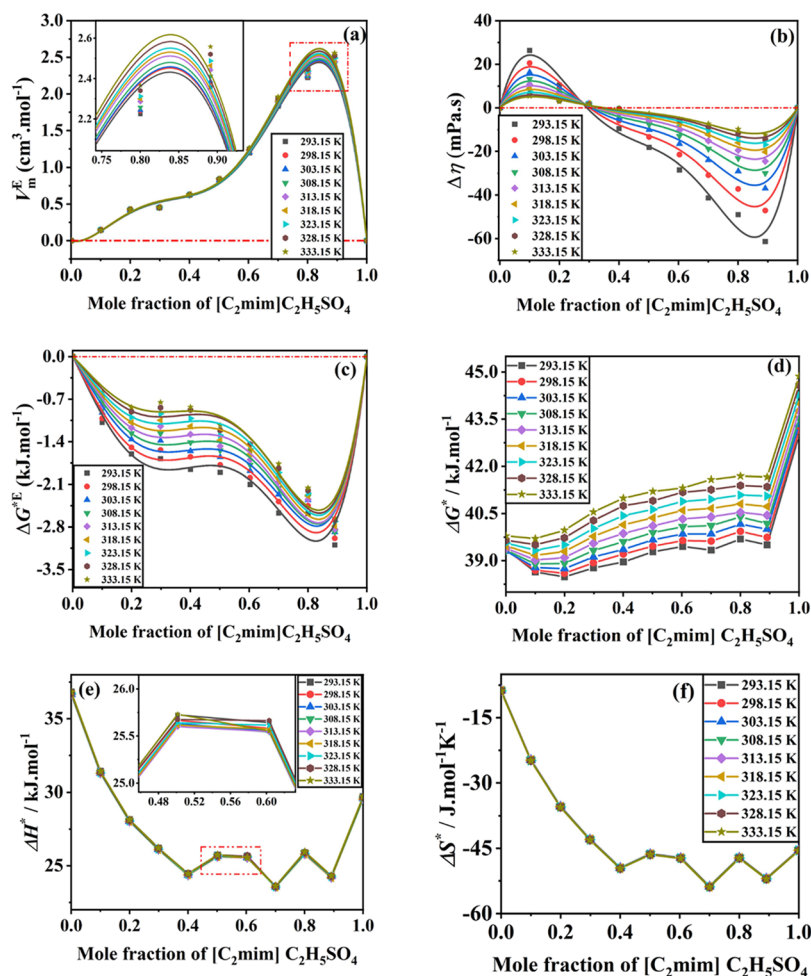 (a)
V_m^E (cm³.mol⁻¹)
3.0
2.5
2.0
1.5
1.0
0.5
0.0
2.6
2.4
2.2
0.75 0.80 0.85 0.90
293.15 K
298.15 K
303.15 K
308.15 K
313.15 K
318.15 K
323.15 K
328.15 K
333.15 K
0.0 0.2 0.4 0.6 0.8 1.0
Mole fraction of [C₂mim]C₂H₅SO₄
(b)
Δη (mPa.s)
40
20
0
-20
-40
-60
293.15 K
298.15 K
303.15 K
308.15 K
313.15 K
318.15 K
323.15 K
328.15 K
333.15 K
0.0 0.2 0.4 0.6 0.8 1.0
Mole fraction of [C₂mim]C₂H₅SO₄
(c)
ΔG*ᴱ (kJ.mol⁻¹)
0.0
-0.7
-1.4
-2.1
-2.8
-3.5
293.15 K
298.15 K
303.15 K
308.15 K
313.15 K
318.15 K
323.15 K
328.15 K
333.15 K
0.0 0.2 0.4 0.6 0.8 1.0
Mole fraction of [C₂mim]C₂H₅SO₄
(d)
ΔG* / kJ.mol⁻¹
45.0
43.5
42.0
40.5
39.0
293.15 K
298.15 K
303.15 K
308.15 K
313.15 K
318.15 K
323.15 K
328.15 K
333.15 K
0.0 0.2 0.4 0.6 0.8 1.0
Mole fraction of [C₂mim] C₂H₅SO₄
(e)
ΔH* / kJ.mol⁻¹
35
30
25
26.0
25.5
25.0
0.48 0.52 0.56 0.60
293.15 K
298.15 K
303.15 K
308.15 K
313.15 K
318.15 K
323.15 K
328.15 K
333.15 K
0.0 0.2 0.4 0.6 0.8 1.0
Mole fraction of [C₂mim] C₂H₅SO₄
(f)
ΔS* / J.mol⁻¹K⁻¹
-15
-30
-45
-60
293.15 K
298.15 K
303.15 K
308.15 K
313.15 K
318.15 K
323.15 K
328.15 K
333.15 K
0.0 0.2 0.4 0.6 0.8 1.0
Mole fraction of [C₂mim] C₂H₅SO₄